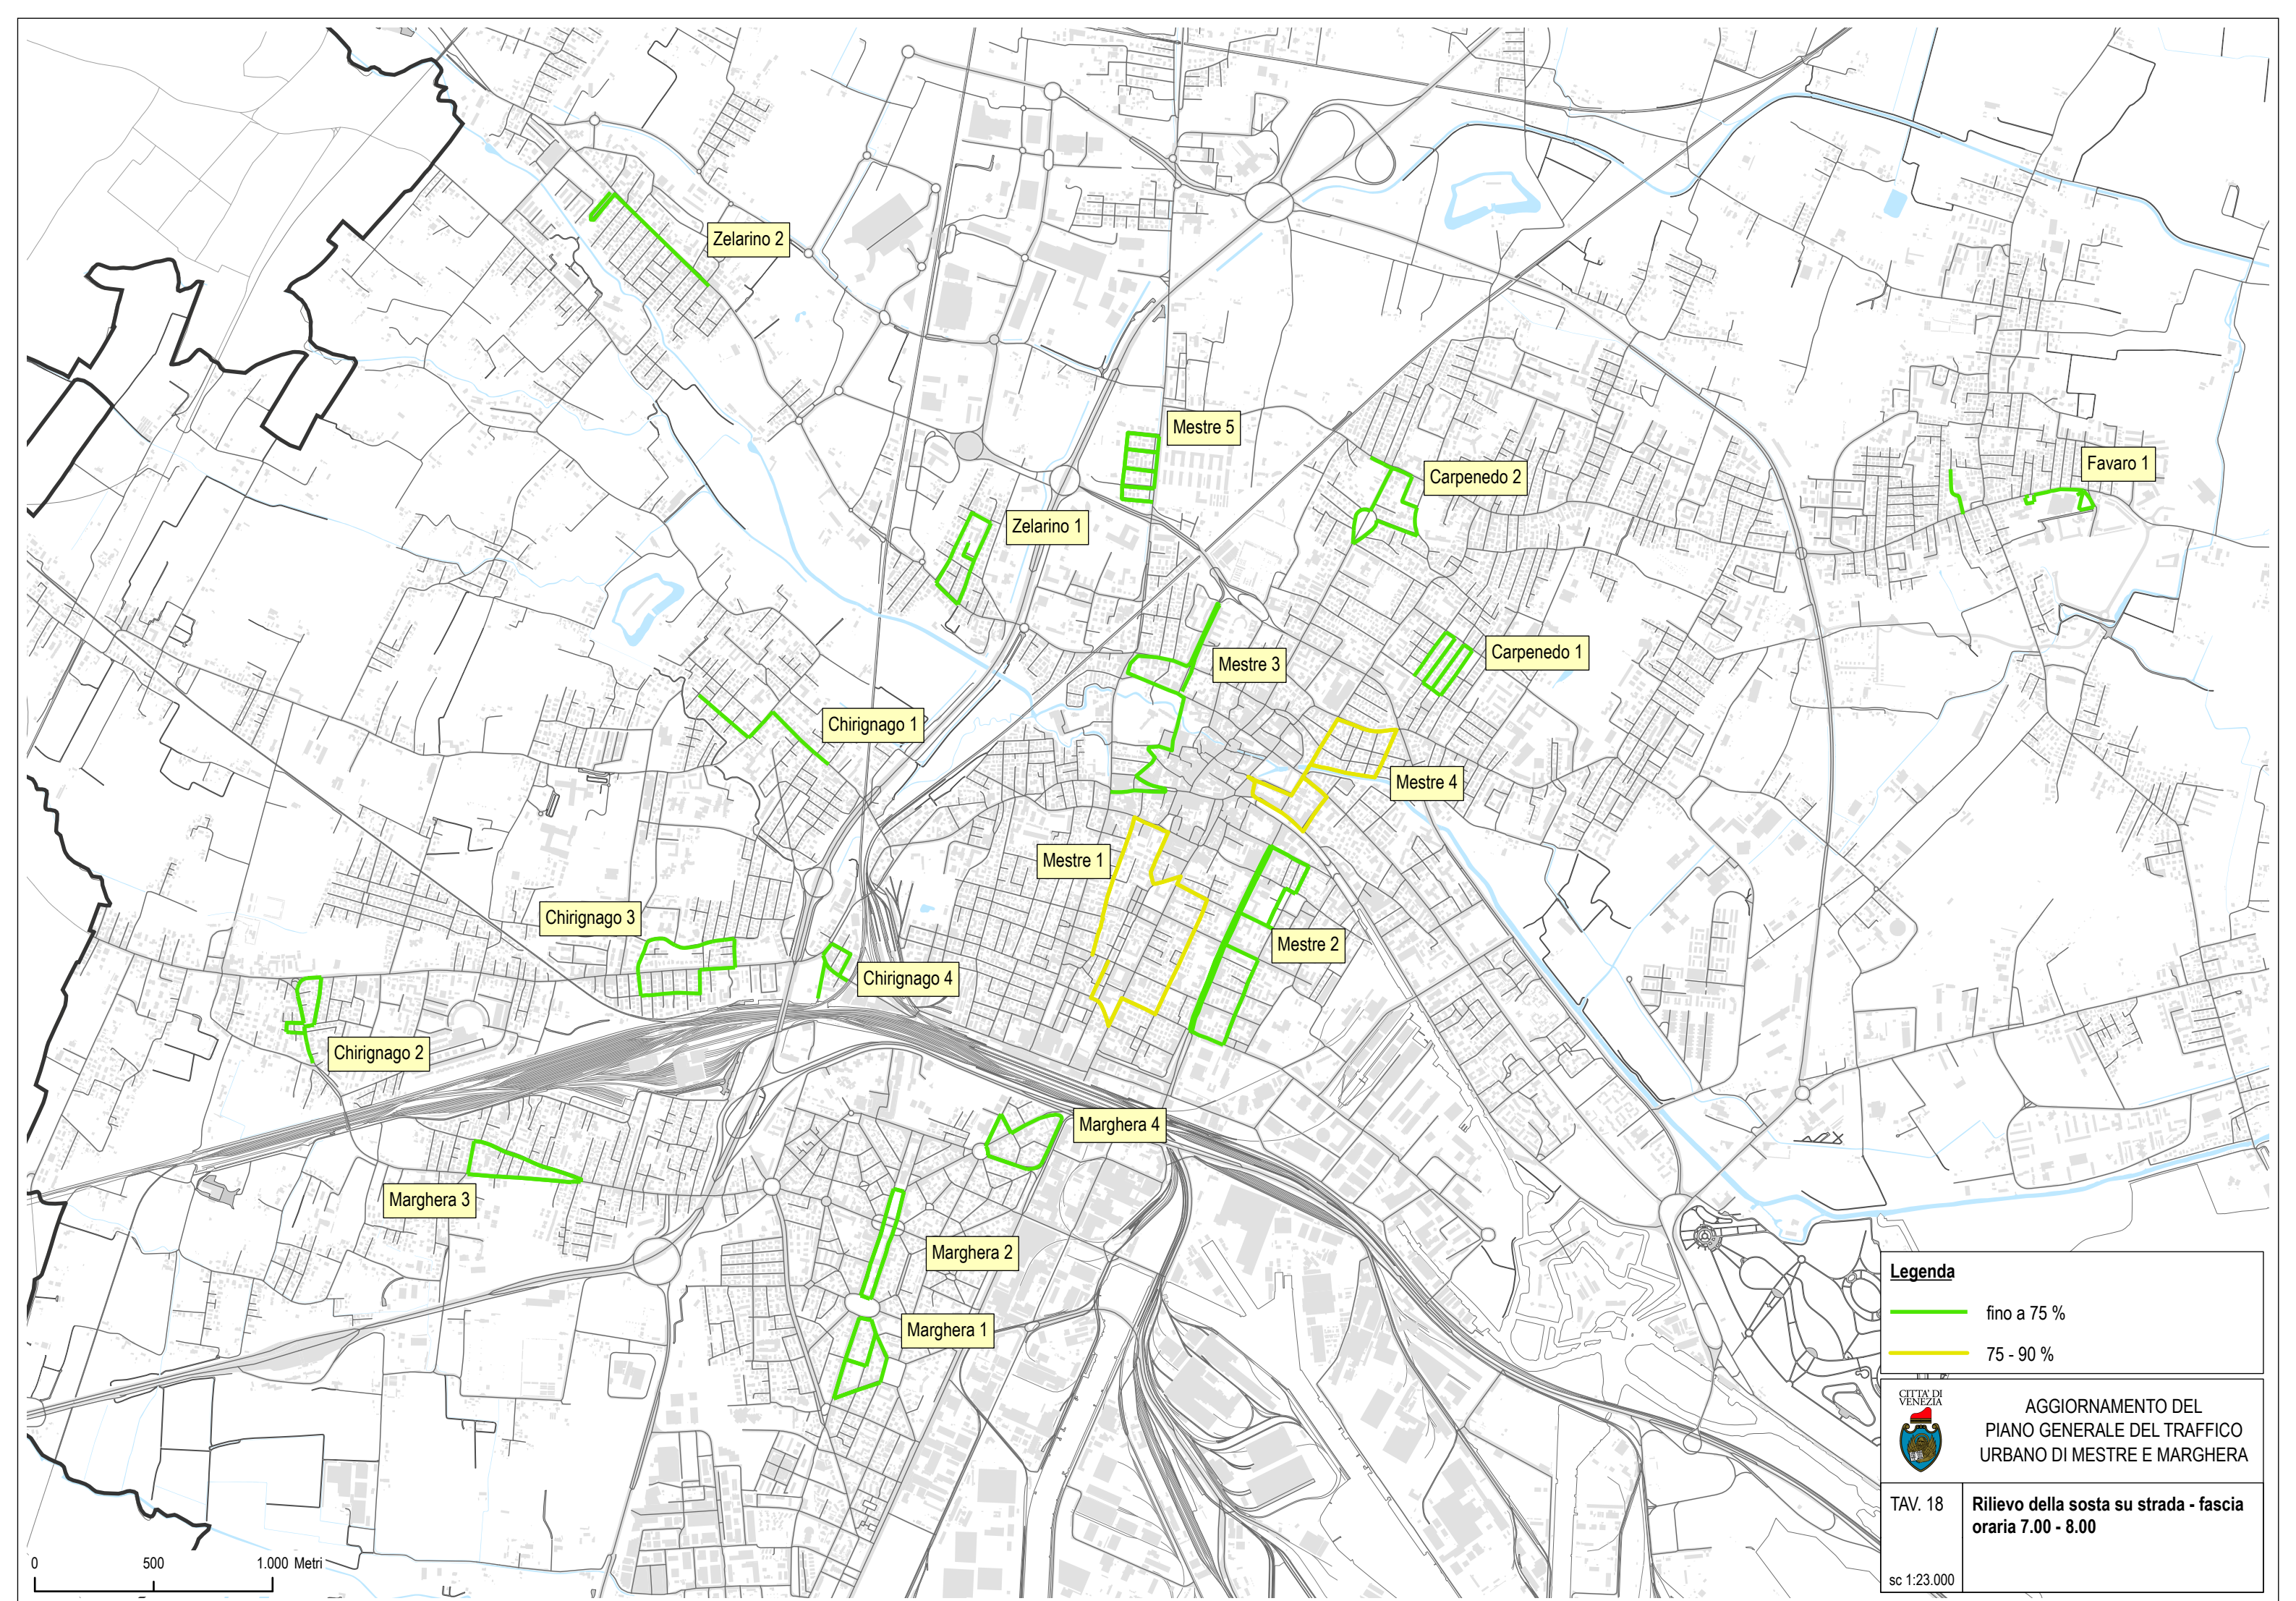 Zelarino 2
Mestre 5
Carpenedo 2
Favaro 1
Zelarino 1
Mestre 3
Carpenedo 1
Chirignago 1
Mestre 4
Mestre 1
Chirignago 3
Mestre 2
Chirignago 4
Chirignago 2
Marghera 4
Marghera 3
Marghera 2
Marghera 1
Legenda
fino a 75 %
75 - 90 %
CITTA' DI
VENEZIA
AGGIORNAMENTO DEL
PIANO GENERALE DEL TRAFFICO
URBANO DI MESTRE E MARGHERA
TAV. 18
Rilievo della sosta su strada - fascia
oraria 7.00 - 8.00
sc 1:23.000
0 500 1.000 Metri